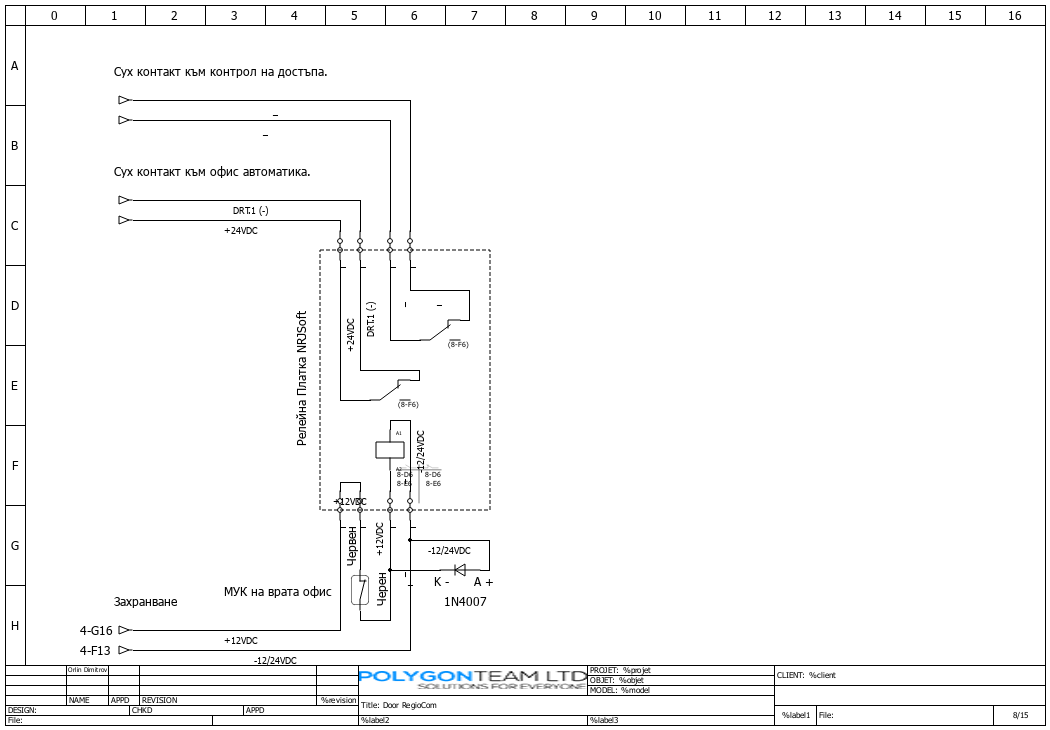 0 1 2 3 4 5 6 7 8 9 10 11 12 13 14 15 16
A
Сух контакт към контрол на достъпа.
B
Сух контакт към офис автоматика.
DRT.1 (-)
C
+24VDC
D
DRT.1 (-)
+24VDC
(8-F6)
Релейна Платка NRJSoft
E
(8-F6)
A1
-12/24VDC
F
A2
8-D6 8-D6
8-E6 8-E6
+12VDC
Червен
+12VDC
G
-12/24VDC
K - A +
Черен
МУК на врата офис
Захранване
1N4007
H
4-G16
+12VDC
4-F13
-12/24VDC
Orlin Dimitrov
POLYGONTEAM LTD
SOLUTIONS FOR EVERYONE
PROJET: %projet
OBJET: %objet
MODEL: %model
CLIENT: %client
NAME APPD REVISION %revision
Title: Door RegioCom
DESIGN: CHKD APPD
File:
%label2
%label3
%label1 File: 8/15